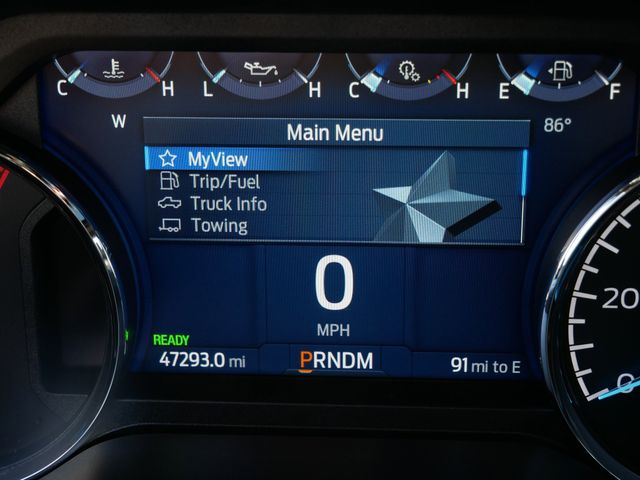 C H L H C H E F
W 86°
Main Menu
MyView
Trip/Fuel
Truck Info
Towing
0
MPH
READY
47293.0 mi PRNDM 91 mi to E
20
0